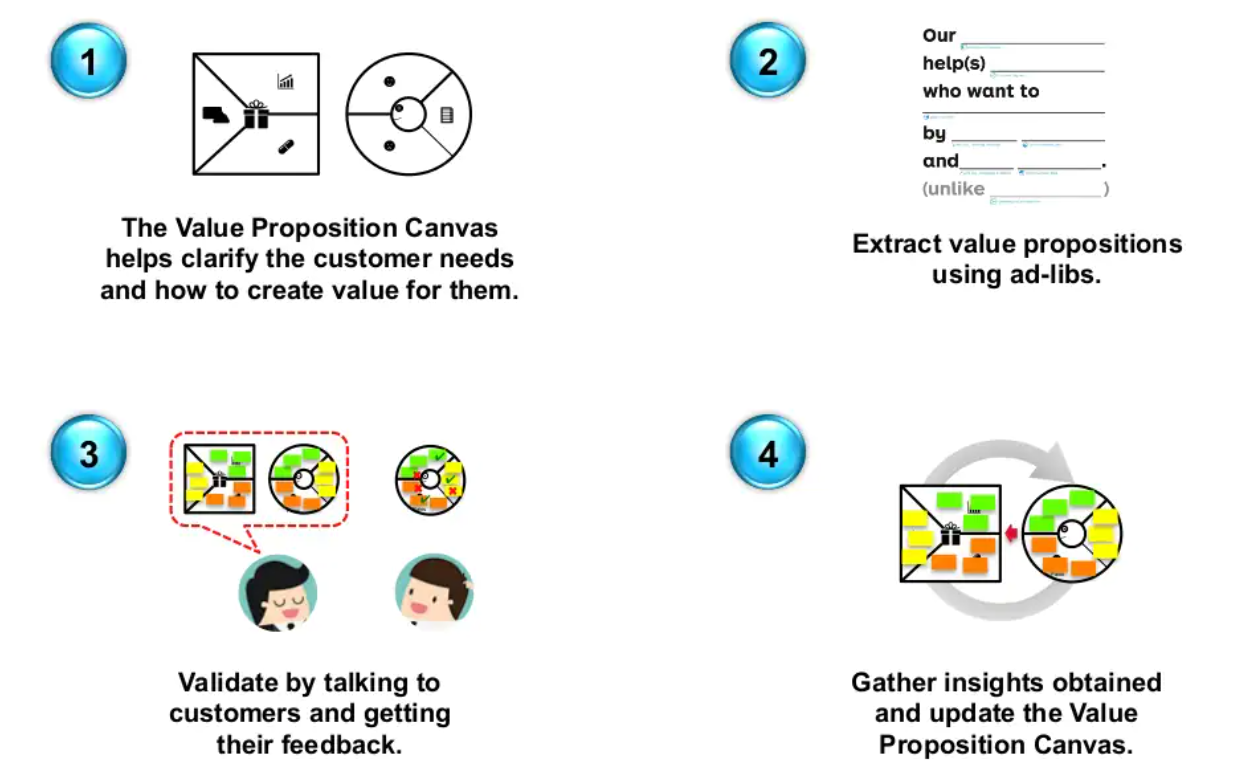 1
The Value Proposition Canvas
helps clarify the customer needs
and how to create value for them.
2
Our
help(s)
who want to
by
and .
(unlike )
Extract value propositions
using ad-libs.
3
Validate by talking to
customers and getting
their feedback.
4
Gather insights obtained
and update the Value
Proposition Canvas.